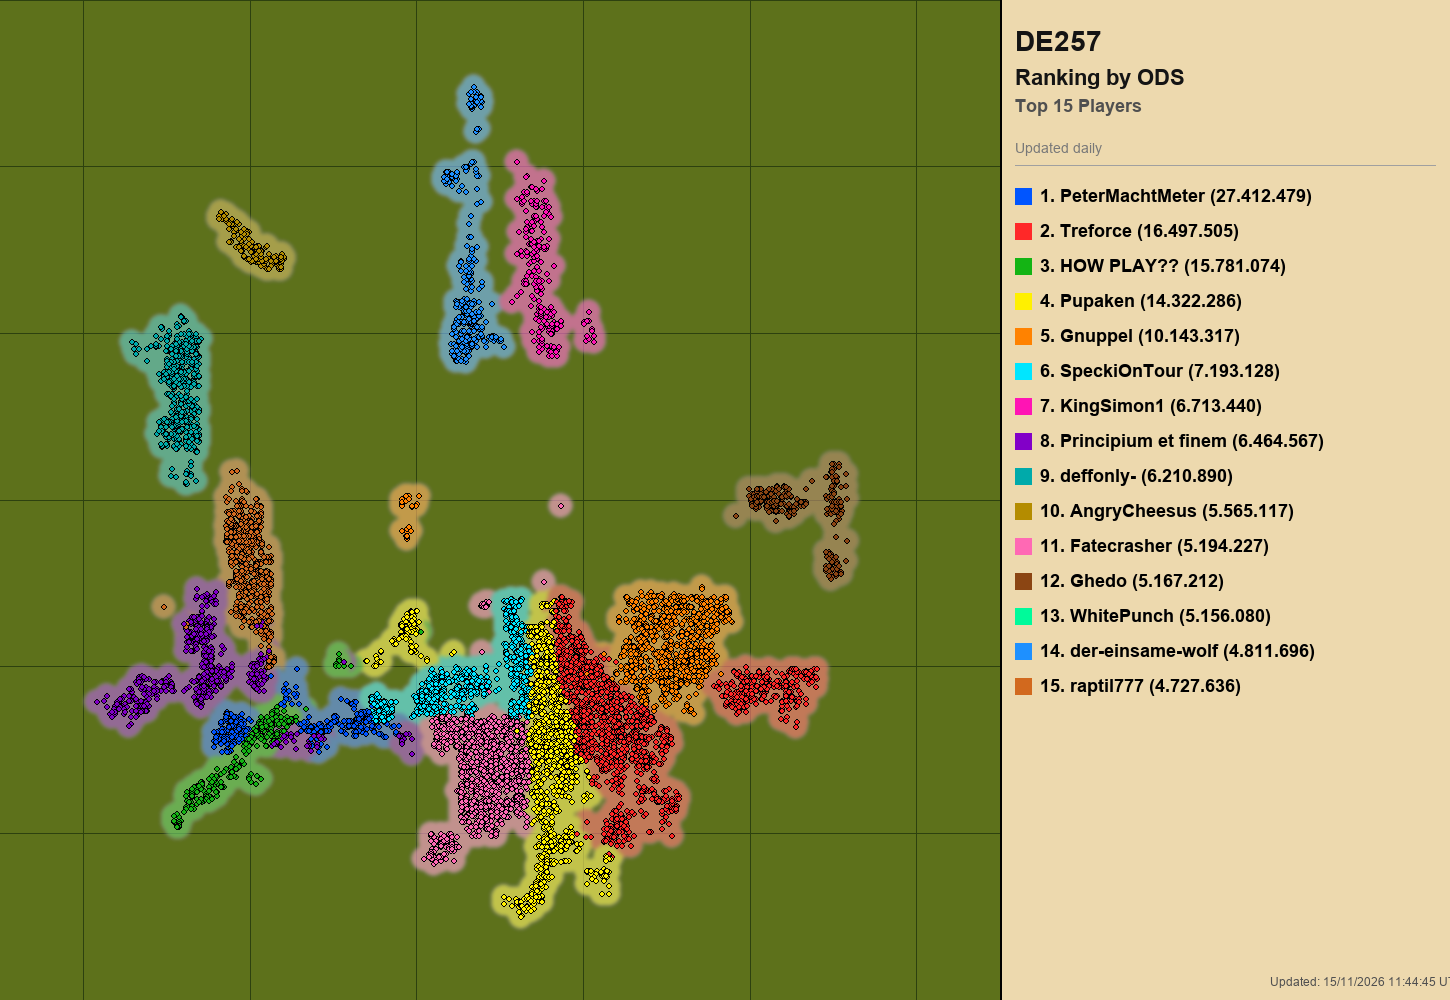 DE257
Ranking by ODS
Top 15 Players
Updated daily
1. PeterMachtMeter (27.412.479)
2. Treforce (16.497.505)
3. HOW PLAY?? (15.781.074)
4. Pupaken (14.322.286)
5. Gnuppel (10.143.317)
6. SpeckiOnTour (7.193.128)
7. KingSimon1 (6.713.440)
8. Principium et finem (6.464.567)
9. deffonly- (6.210.890)
10. AngryCheesus (5.565.117)
11. Fatecrasher (5.194.227)
12. Ghedo (5.167.212)
13. WhitePunch (5.156.080)
14. der-einsame-wolf (4.811.696)
15. raptil777 (4.727.636)
Updated: 15/11/2026 11:44:45 U